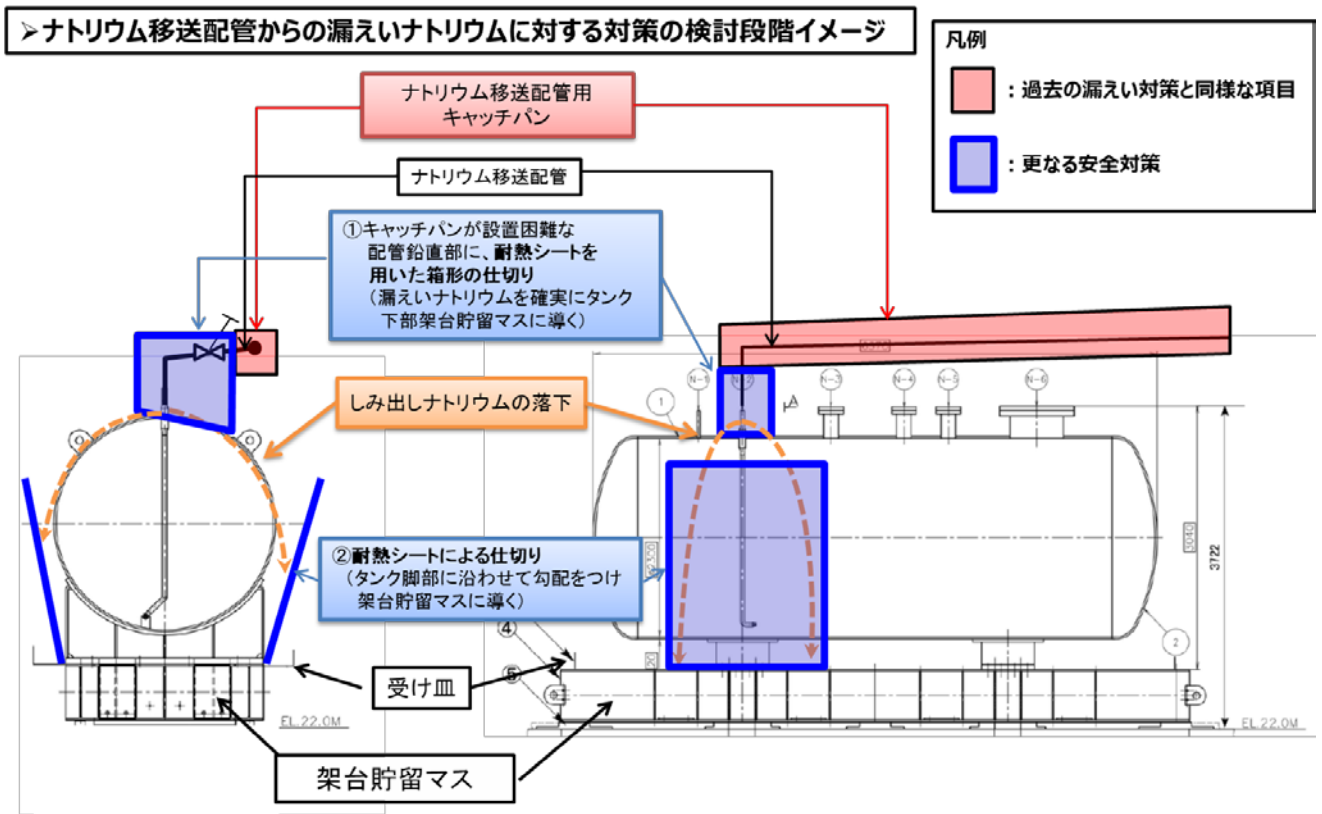 ➢ナトリウム移送配管からの漏えいナトリウムに対する対策の検討段階イメージ
凡例
：過去の漏えい対策と同様な項目
：更なる安全対策
ナトリウム移送配管用
キャッチパン
ナトリウム移送配管
①キャッチパンが設置困難な
配管鉛直部に、耐熱シートを
用いた箱形の仕切り
（漏えいナトリウムを確実にタンク
下部架台貯留マスに導く）
しみ出しナトリウムの落下
②耐熱シートによる仕切り
（タンク脚部に沿わせて勾配をつけ
架台貯留マスに導く）
受け皿
架台貯留マス
N-1
N-2
N-3
N-4
N-5
N-6
A
1
2
④
⑤
3040
3722
EL.22.0M
EL.22.0M